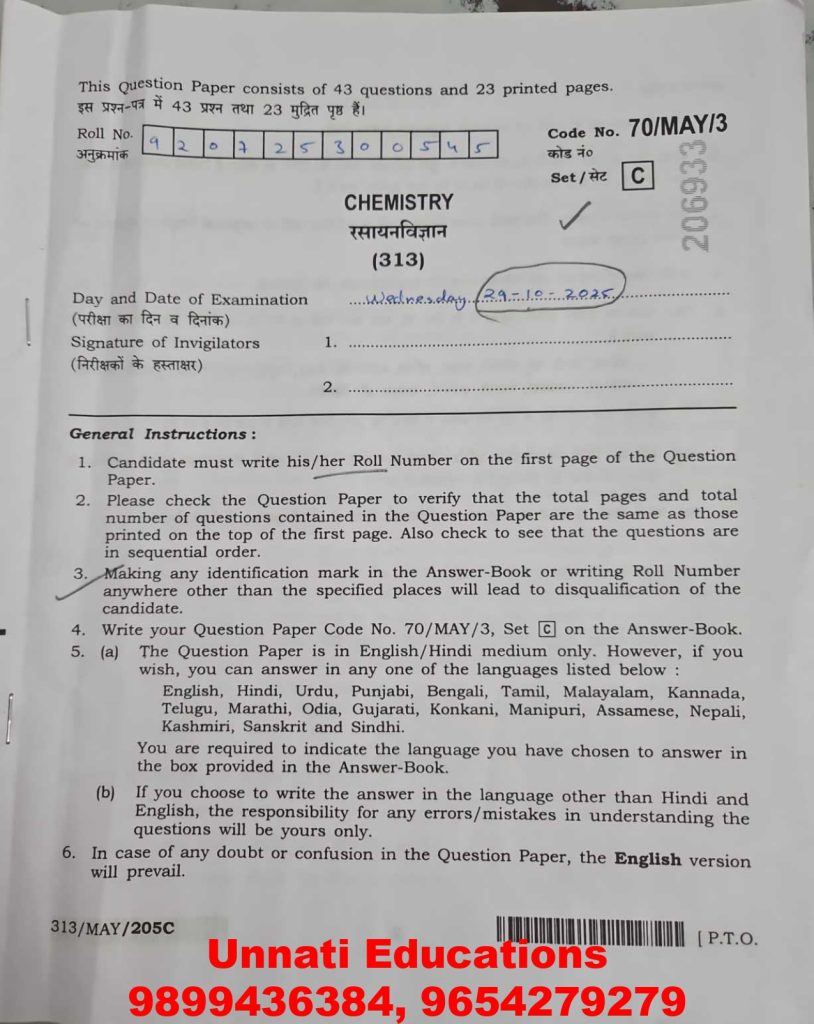 This Question Paper consists of 43 questions and 23 printed pages.
इस प्रश्न-पत्र में 43 प्रश्न तथा 23 मुद्रित पृष्ठ हैं।
Roll No. 9 2 0 7 2 5 3 0 0 5 4 5 Code No. 70/MAY/3
अनुक्रमांक कोड नं०
Set / सेट C
206933
CHEMISTRY
रसायनविज्ञान
(313)
Day and Date of Examination Wednesday 29-10-2025
(परीक्षा का दिन व दिनांक)
Signature of Invigilators 1.
(निरीक्षकों के हस्ताक्षर)
2.
General Instructions :
1. Candidate must write his/her Roll Number on the first page of the Question
Paper.
2. Please check the Question Paper to verify that the total pages and total
number of questions contained in the Question Paper are the same as those
printed on the top of the first page. Also check to see that the questions are
in sequential order.
3. Making any identification mark in the Answer-Book or writing Roll Number
anywhere other than the specified places will lead to disqualification of the
candidate.
4. Write your Question Paper Code No. 70/MAY/3, Set C on the Answer-Book.
5. (a) The Question Paper is in English/Hindi medium only. However, if you
wish, you can answer in any one of the languages listed below :
English, Hindi, Urdu, Punjabi, Bengali, Tamil, Malayalam, Kannada,
Telugu, Marathi, Odia, Gujarati, Konkani, Manipuri, Assamese, Nepali,
Kashmiri, Sanskrit and Sindhi.
You are required to indicate the language you have chosen to answer in
the box provided in the Answer-Book.
(b) If you choose to write the answer in the language other than Hindi and
English, the responsibility for any errors/mistakes in understanding the
questions will be yours only.
6. In case of any doubt or confusion in the Question Paper, the English version
will prevail.
313/MAY/205C [ P.T.O.
Unnati Educations
9899436384, 9654279279